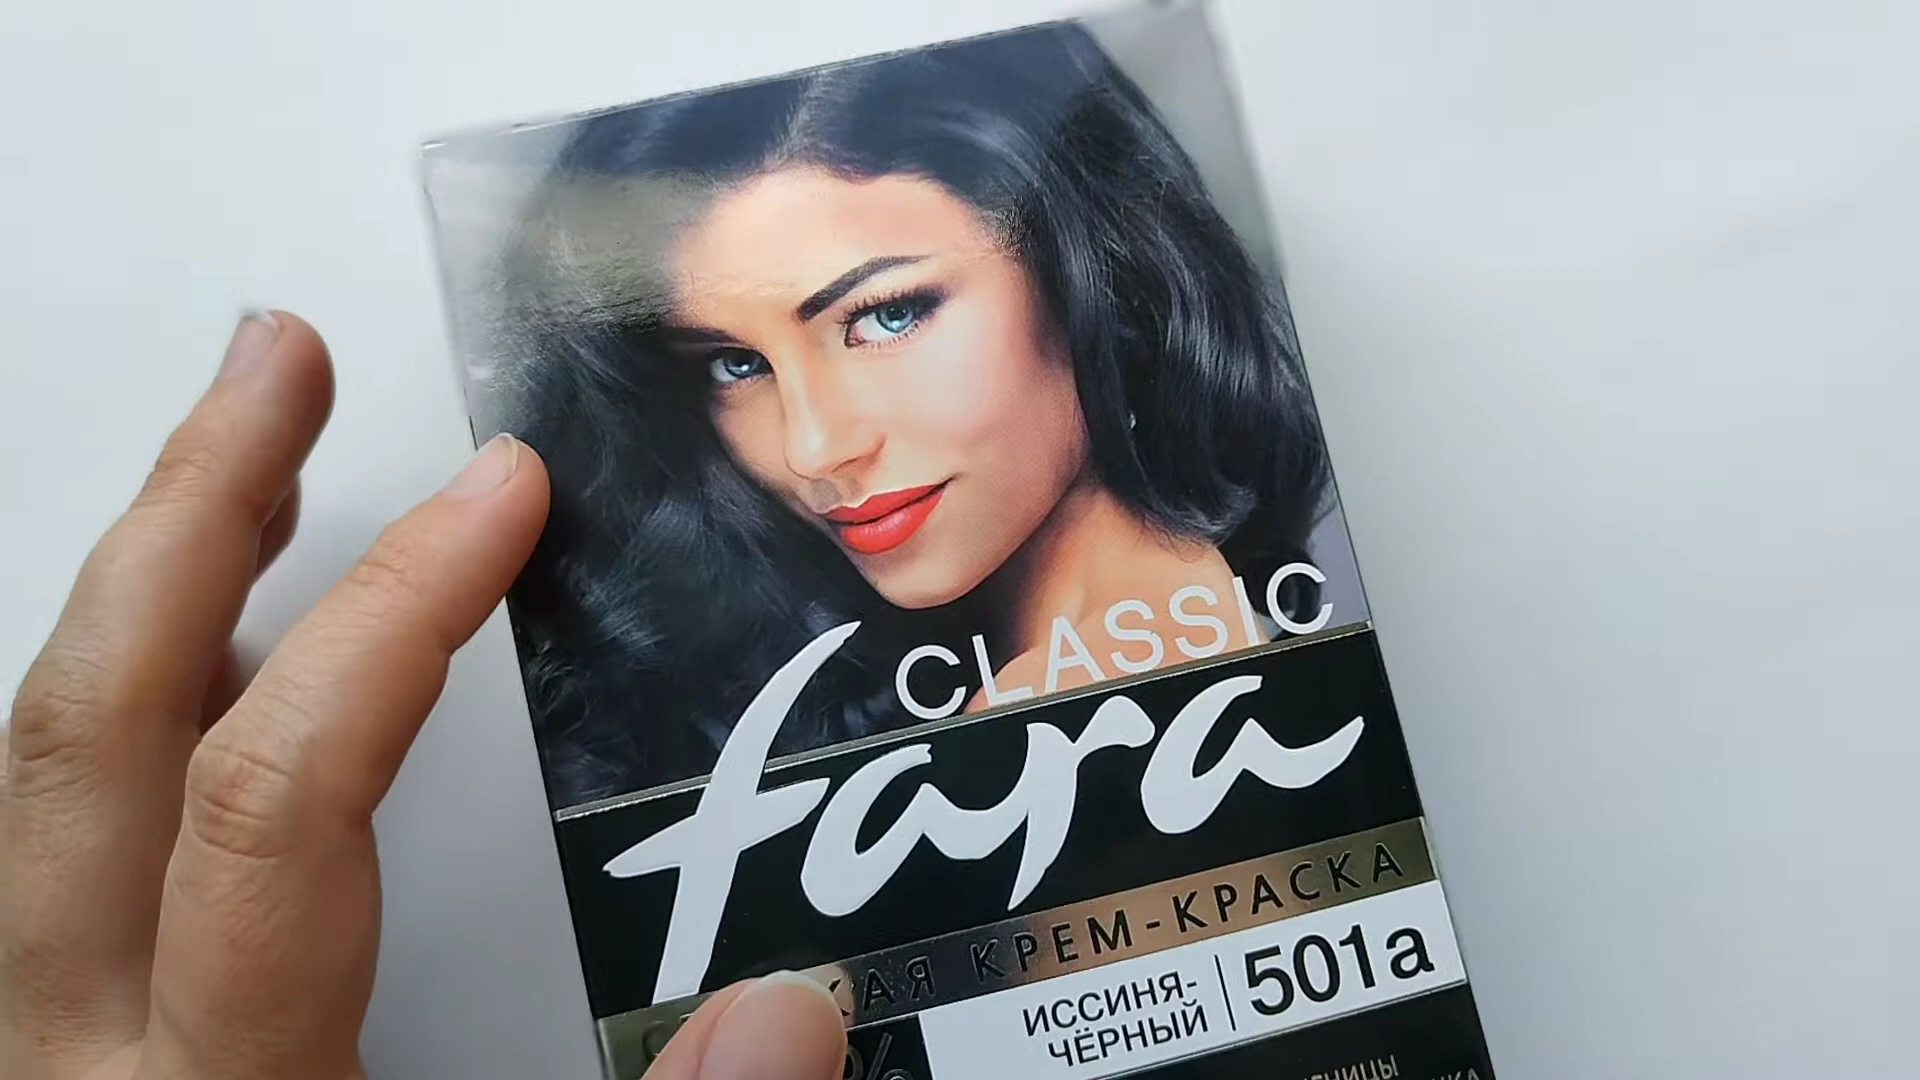 CLASSIC
fara
КРЕМ-КРАСКА
ИССИНЯ-
ЧЁРНЫЙ
501а